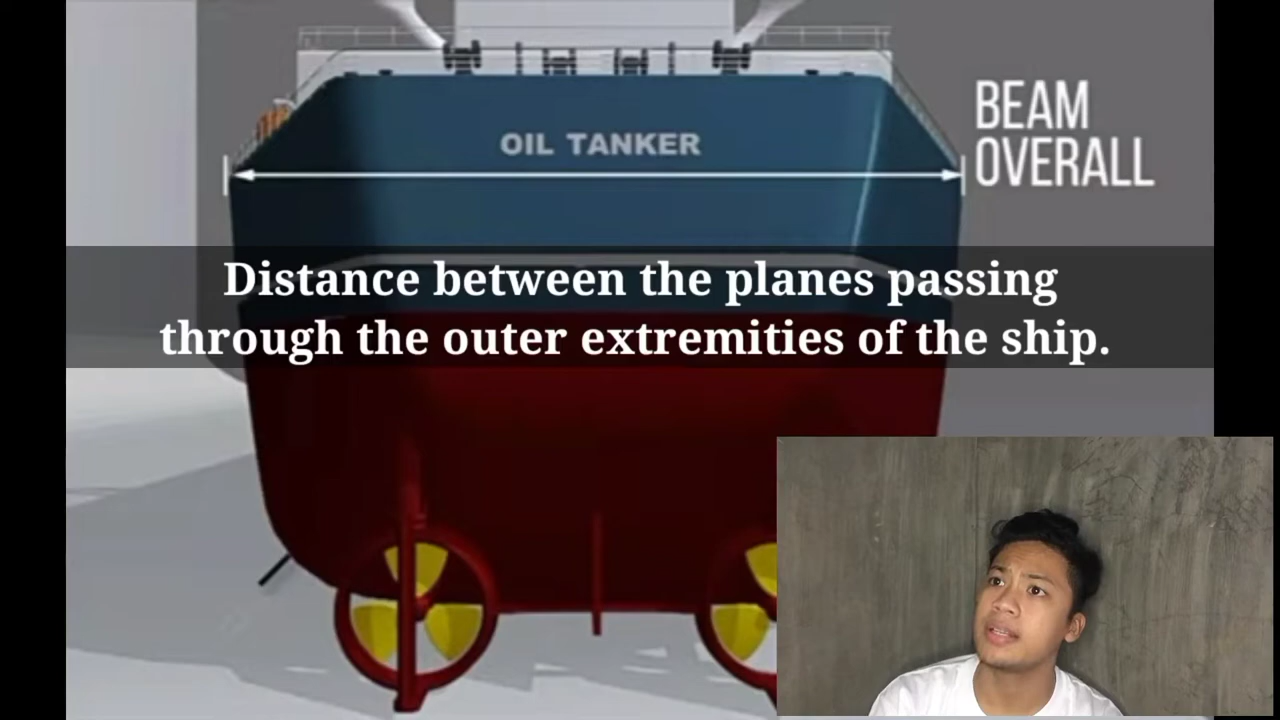 OIL TANKER
BEAM
OVERALL
Distance between the planes passing
through the outer extremities of the ship.